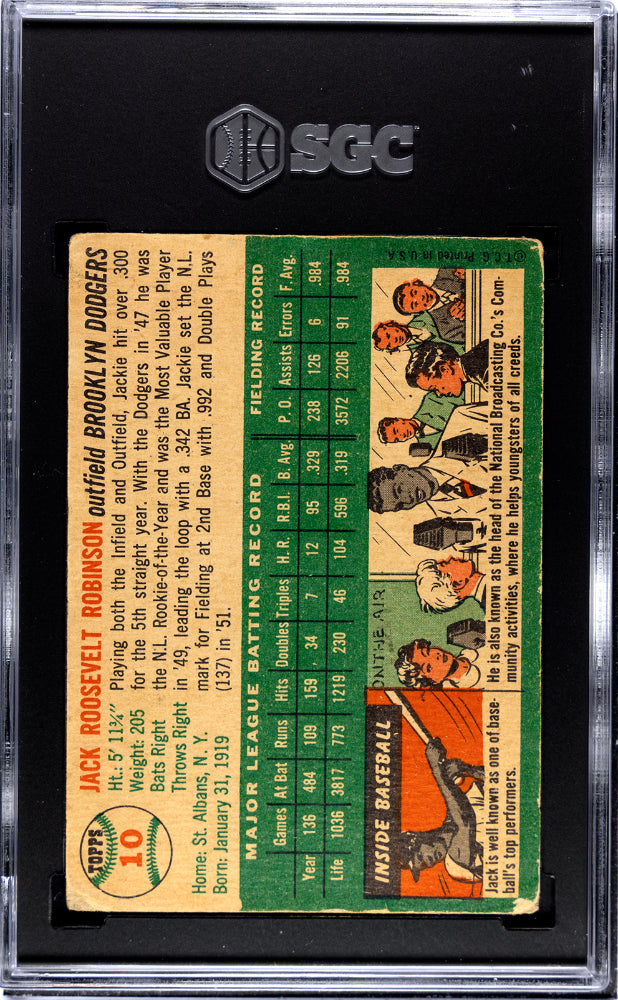 SGC
TOPPS
10
JACK ROOSEVELT ROBINSON outfield BROOKLYN DODGERS
Ht.: 5' 11¾"
Weight: 205
Bats Right
Throws Right
Home: St. Albans, N. Y.
Born: January 31, 1919
Playing both the Infield and Outfield, Jackie hit over .300
for the 5th straight year. With the Dodgers in '47 he was
the N.L. Rookie-of-the-Year and was the Most Valuable Player
in '49, leading the loop with a .342 BA. Jackie set the N.L.
mark for Fielding at 2nd Base with .992 and Double Plays
(137) in '51.
MAJOR LEAGUE BATTING RECORD FIELDING RECORD
Games At Bat Runs Hits Doubles Triples H. R. R.B.I. B. Avg. P. O. Assists Errors F. Avg.
Year 136 484 109 159 34 7 12 95 .329 238 126 6 .984
Life 1036 3817 773 1219 230 46 104 596 .319 3572 2206 91 .984
INSIDE BASEBALL
Jack is well known as one of base-
ball's top performers.
ON THE AIR
He is also known as the head of the National Broadcasting Co.'s Com-
munity activities, where he helps youngsters of all creeds.
© T. C. G. Printed in U S A